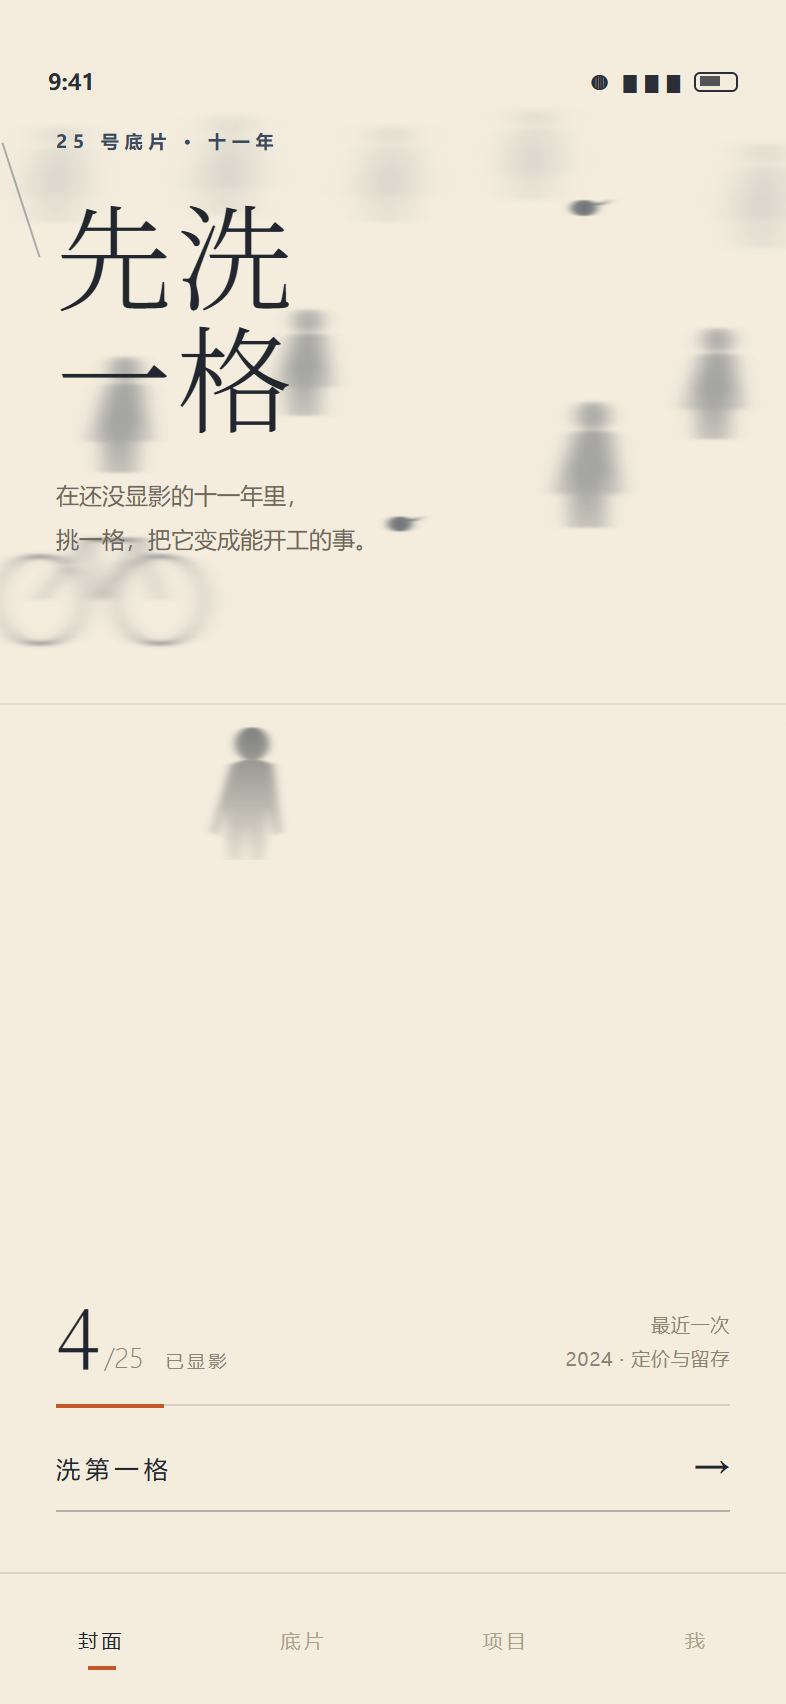 9:41
25 号底片 · 十一年
先洗
一格
在还没显影的十一年里，
挑一格，把它变成能开工的事。
4/25 已显影
最近一次
2024 · 定价与留存
洗第一格 →
封面 底片 项目 我